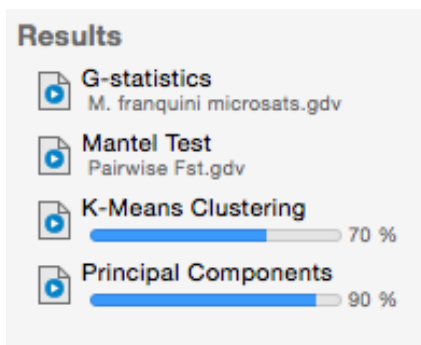 Results
G-statistics
M. franquini microsats.gdv
Mantel Test
Pairwise Fst.gdv
K-Means Clustering
70 %
Principal Components
90 %